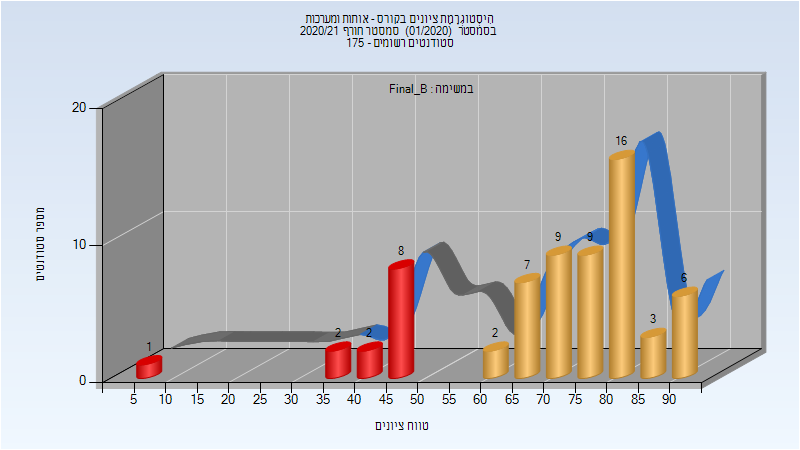 היסטוגרמת ציונים בקורס - אותות ומערכות
בסמסטר (01/2020) סמסטר חורף 2020/21
סטודנטים רשומים - 175
במשימה : Final_B
מספר סטודנטים
20
10
0
1
2
2
8
2
7
9
9
16
3
6
5 10 15 20 25 30 35 40 45 50 55 60 65 70 75 80 85 90
טווח ציונים